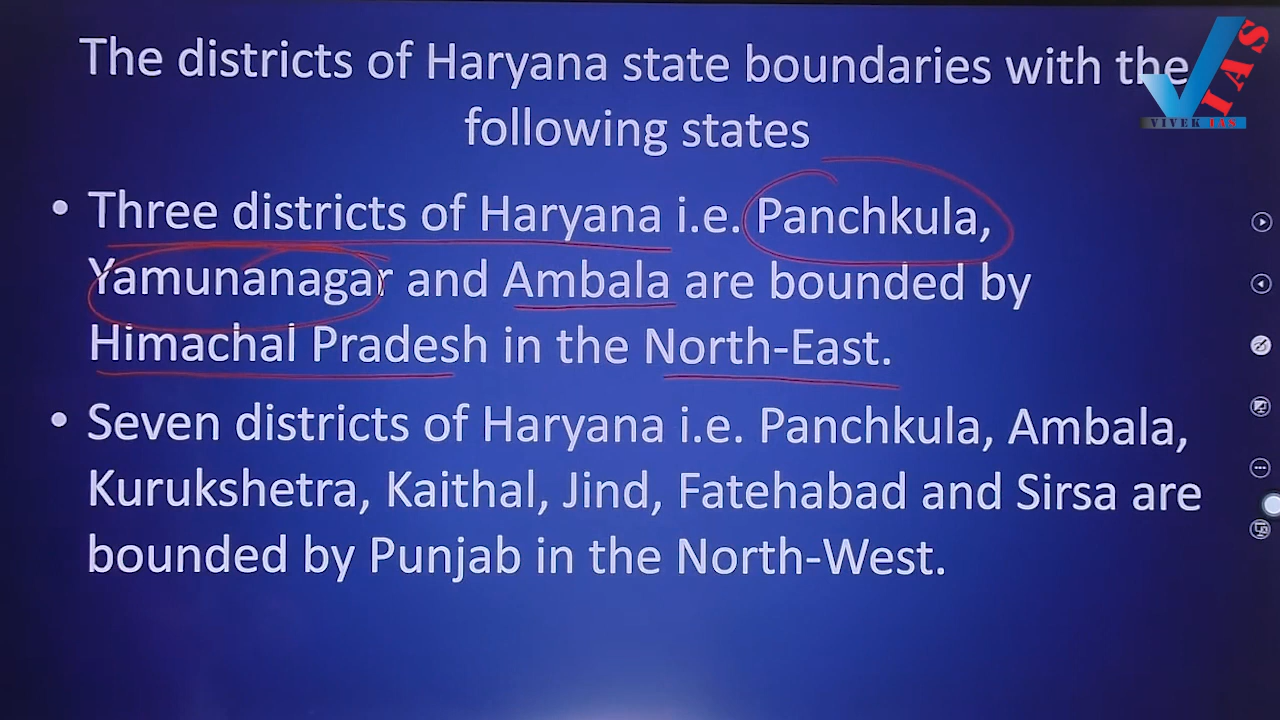 The districts of Haryana state boundaries with the
following states
• Three districts of Haryana i.e. Panchkula,
Yamunanagar and Ambala are bounded by
Himachal Pradesh in the North-East.
• Seven districts of Haryana i.e. Panchkula, Ambala,
Kurukshetra, Kaithal, Jind, Fatehabad and Sirsa are
bounded by Punjab in the North-West.
IAS
VIVEK IAS